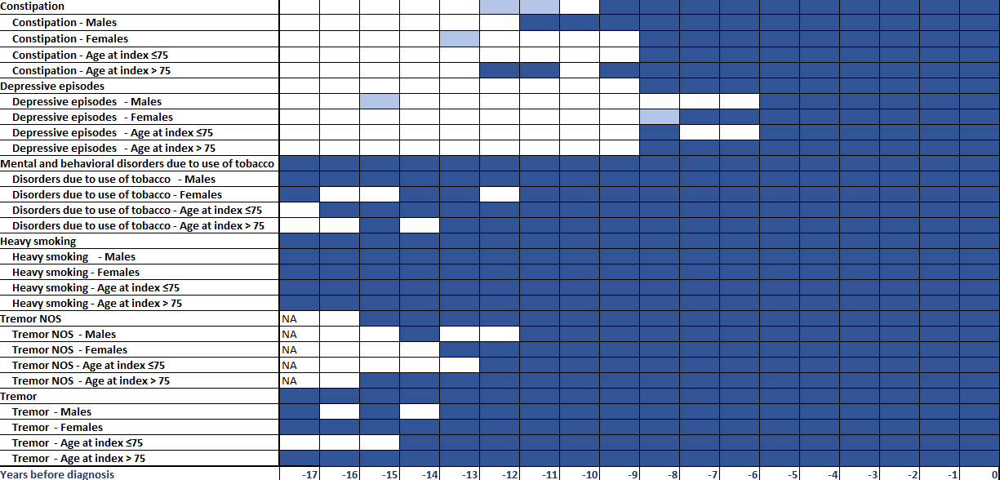 Constipation
Constipation - Males
Constipation - Females
Constipation - Age at index ≤75
Constipation - Age at index > 75
Depressive episodes
Depressive episodes - Males
Depressive episodes - Females
Depressive episodes - Age at index ≤75
Depressive episodes - Age at index > 75
Mental and behavioral disorders due to use of tobacco
Disorders due to use of tobacco - Males
Disorders due to use of tobacco - Females
Disorders due to use of tobacco - Age at index ≤75
Disorders due to use of tobacco - Age at index > 75
Heavy smoking
Heavy smoking - Males
Heavy smoking - Females
Heavy smoking - Age at index ≤75
Heavy smoking - Age at index > 75
Tremor NOS NA
Tremor NOS - Males NA
Tremor NOS - Females NA
Tremor NOS - Age at index ≤75 NA
Tremor NOS - Age at index > 75 NA
Tremor
Tremor - Males
Tremor - Females
Tremor - Age at index ≤75
Tremor - Age at index > 75
Years before diagnosis -17 -16 -15 -14 -13 -12 -11 -10 -9 -8 -7 -6 -5 -4 -3 -2 -1 0